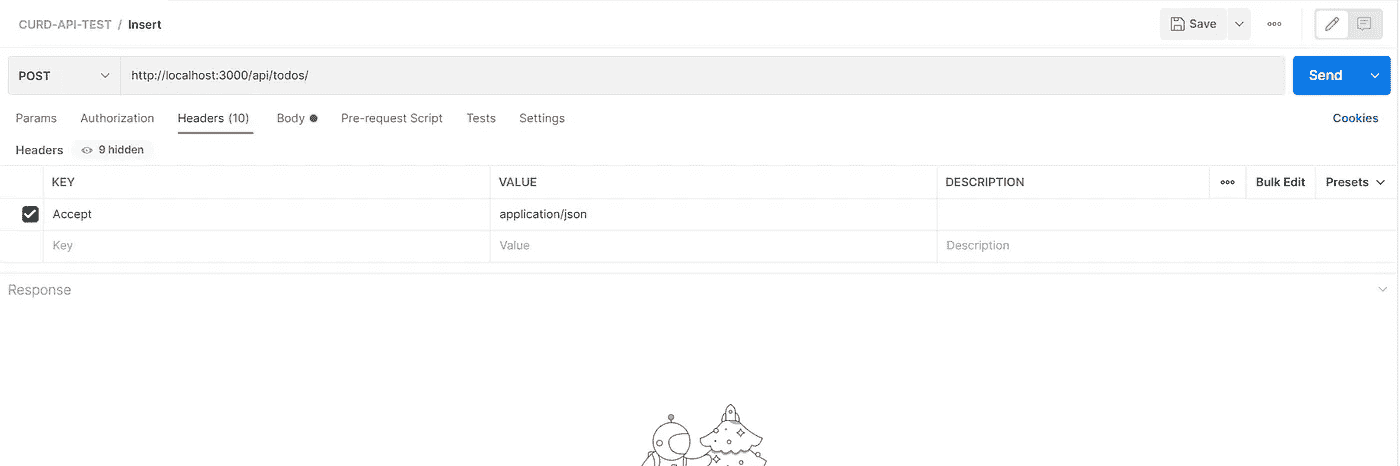 CURD-API-TEST / Insert
Save
POST
http://localhost:3000/api/todos/
Send
Params Authorization Headers (10) Body Pre-request Script Tests Settings Cookies
Headers 9 hidden
KEY VALUE DESCRIPTION Bulk Edit Presets
Accept application/json
Key Value Description
Response